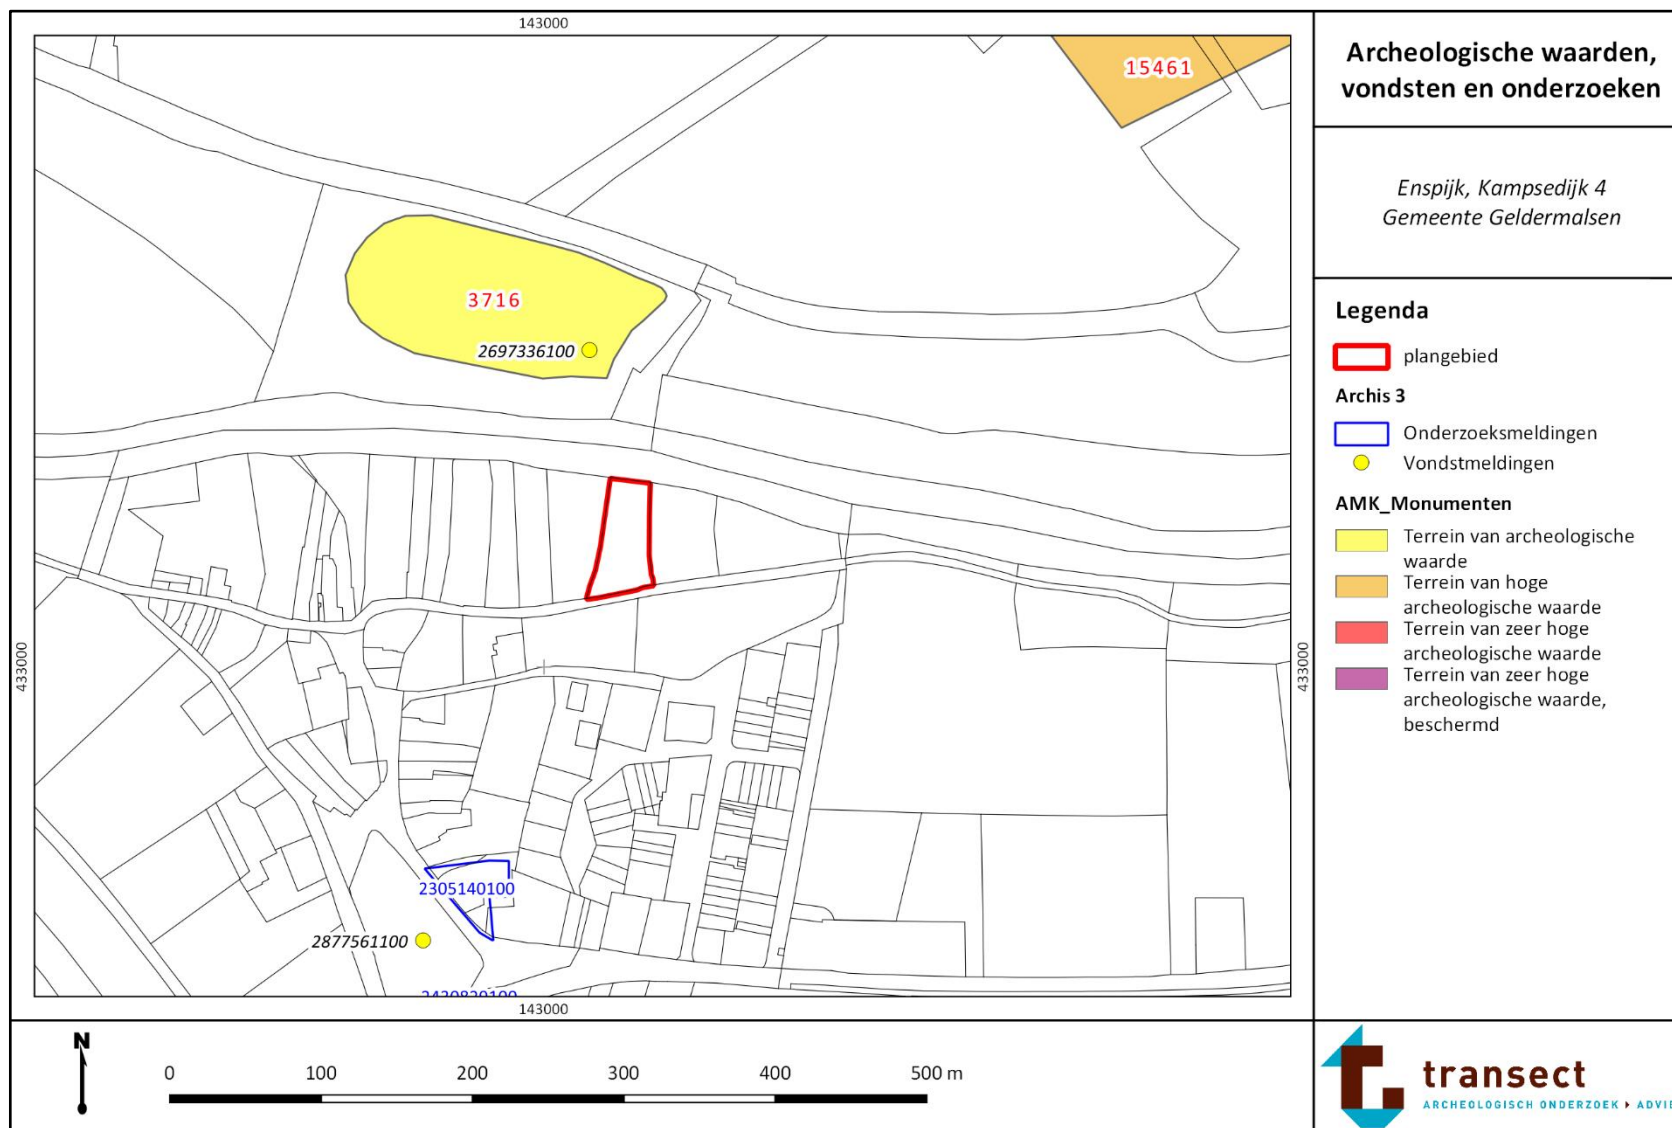 143000
15461
3716
2697336100
433000
433000
2305140100
2877561100
143000
Archeologische waarden,
vondsten en onderzoeken
Enspijk, Kampsedijk 4
Gemeente Geldermalsen
Legenda
plangebied
Archis 3
Onderzoeksmeldingen
Vondstmeldingen
AMK_Monumenten
Terrein van archeologische
waarde
Terrein van hoge
archeologische waarde
Terrein van zeer hoge
archeologische waarde
Terrein van zeer hoge
archeologische waarde,
beschermd
N
0 100 200 300 400 500 m
transect
ARCHEOLOGISCH ONDERZOEK ADVIE